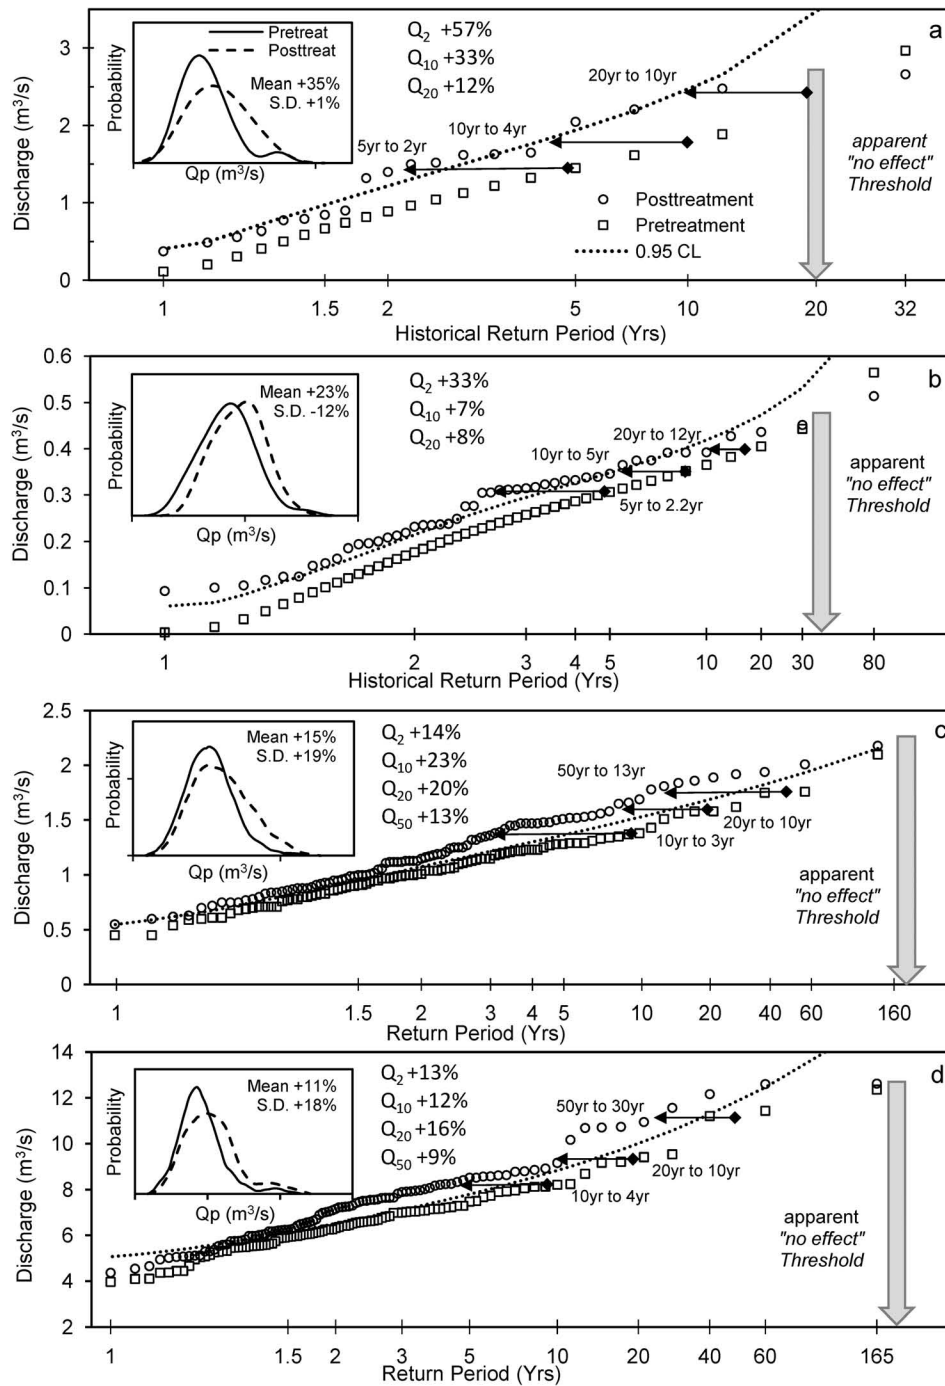 a
3
2
1
0
Discharge (m³/s)
Pretreat
Posttreat
Mean +35%
S.D. +1%
Probability
Qp (m³/s)
Q₂ +57%
Q₁₀ +33%
Q₂₀ +12%
20yr to 10yr
10yr to 4yr
5yr to 2yr
apparent
"no effect"
Threshold
Posttreatment
Pretreatment
0.95 CL
1 1.5 2 5 10 20 32
Historical Return Period (Yrs)
b
0.6
0.5
0.4
0.3
0.2
0.1
0
Discharge (m³/s)
Mean +23%
S.D. -12%
Probability
Qp (m³/s)
Q₂ +33%
Q₁₀ +7%
Q₂₀ +8%
20yr to 12yr
10yr to 5yr
5yr to 2.2yr
apparent
"no effect"
Threshold
1 2 3 4 5 10 20 30 80
Historical Return Period (Yrs)
c
2.5
2
1.5
1
0.5
0
Discharge (m³/s)
Mean +15%
S.D. +19%
Probability
Q₂ +14%
Q₁₀ +23%
Q₂₀ +20%
Q₅₀ +13%
50yr to 13yr
20yr to 10yr
10yr to 3yr
apparent
"no effect"
Threshold
1 1.5 2 3 4 5 10 20 40 60 160
Return Period (Yrs)
d
14
12
10
8
6
4
2
Discharge (m³/s)
Mean +11%
S.D. +18%
Probability
Qp (m³/s)
Q₂ +13%
Q₁₀ +12%
Q₂₀ +16%
Q₅₀ +9%
50yr to 30yr
20yr to 10yr
10yr to 4yr
apparent
"no effect"
Threshold
1 1.5 2 3 5 10 20 40 60 165
Return Period (Yrs)